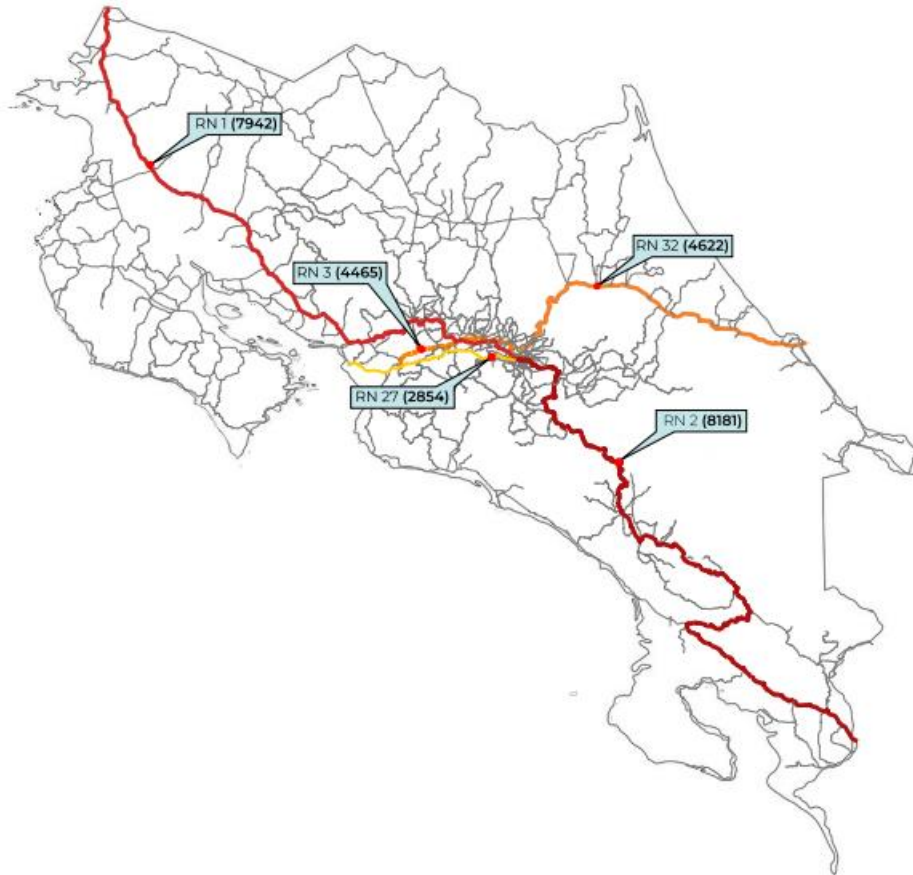 RN 1 (7942)
RN 32 (4622)
RN 3 (4465)
RN 27 (2854)
RN 2 (8181)